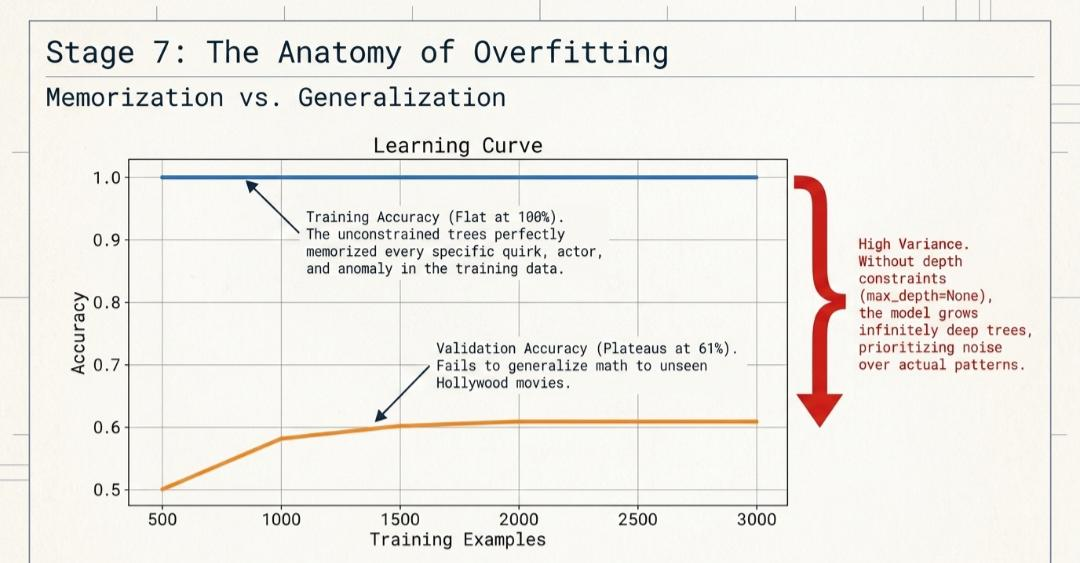 Stage 7: The Anatomy of Overfitting
Memorization vs. Generalization
Learning Curve
1.0
0.9
0.8
0.7
0.6
0.5
Accuracy
Training Accuracy (Flat at 100%).
The unconstrained trees perfectly
memorized every specific quirk, actor,
and anomaly in the training data.
Validation Accuracy (Plateaus at 61%).
Fails to generalize math to unseen
Hollywood movies.
500 1000 1500 2000 2500 3000
Training Examples
High Variance.
Without depth
constraints
(max_depth=None),
the model grows
infinitely deep trees,
prioritizing noise
over actual patterns.